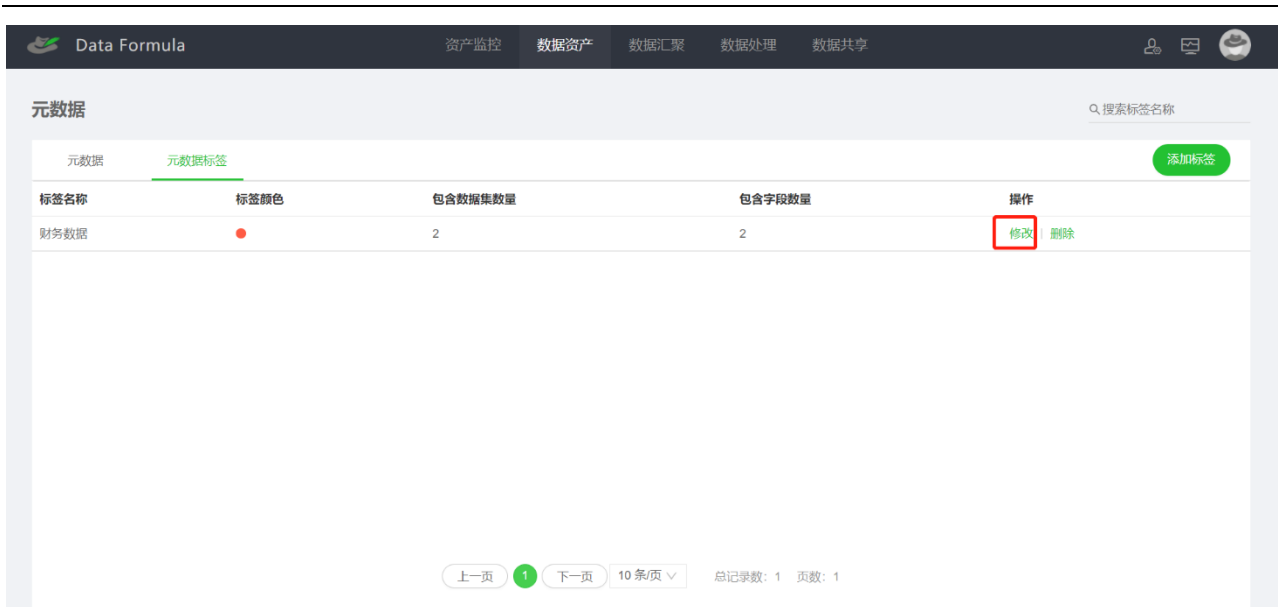 Data Formula 资产监控 数据资产 数据汇聚 数据处理 数据共享
元数据 搜索标签名称
元数据 元数据标签 添加标签
标签名称 标签颜色 包含数据集数量 包含字段数量 操作
财务数据 2 2 修改 | 删除
上一页 1 下一页 10 条/页 总记录数: 1 页数: 1